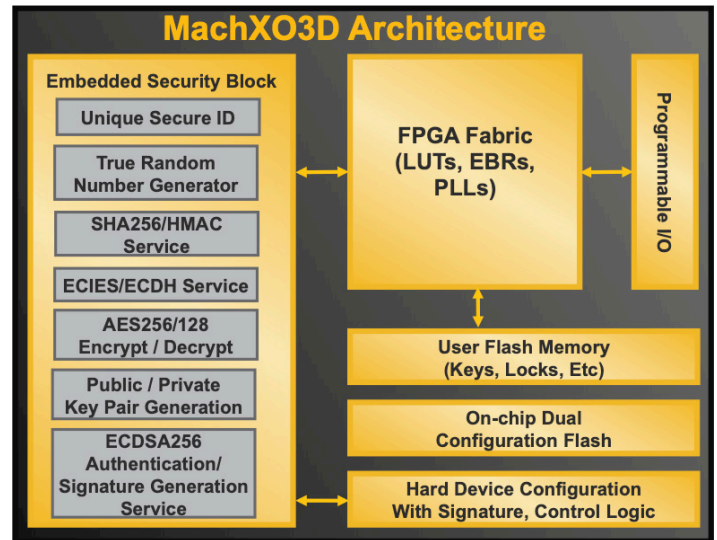 MachXO3D Architecture
Embedded Security Block
Unique Secure ID
True Random
Number Generator
SHA256/HMAC
Service
ECIES/ECDH Service
AES256/128
Encrypt / Decrypt
Public / Private
Key Pair Generation
ECDSA256
Authentication/
Signature Generation
Service
FPGA Fabric
(LUTs, EBRs,
PLLs)
Programmable I/O
User Flash Memory
(Keys, Locks, Etc)
On-chip Dual
Configuration Flash
Hard Device Configuration
With Signature, Control Logic